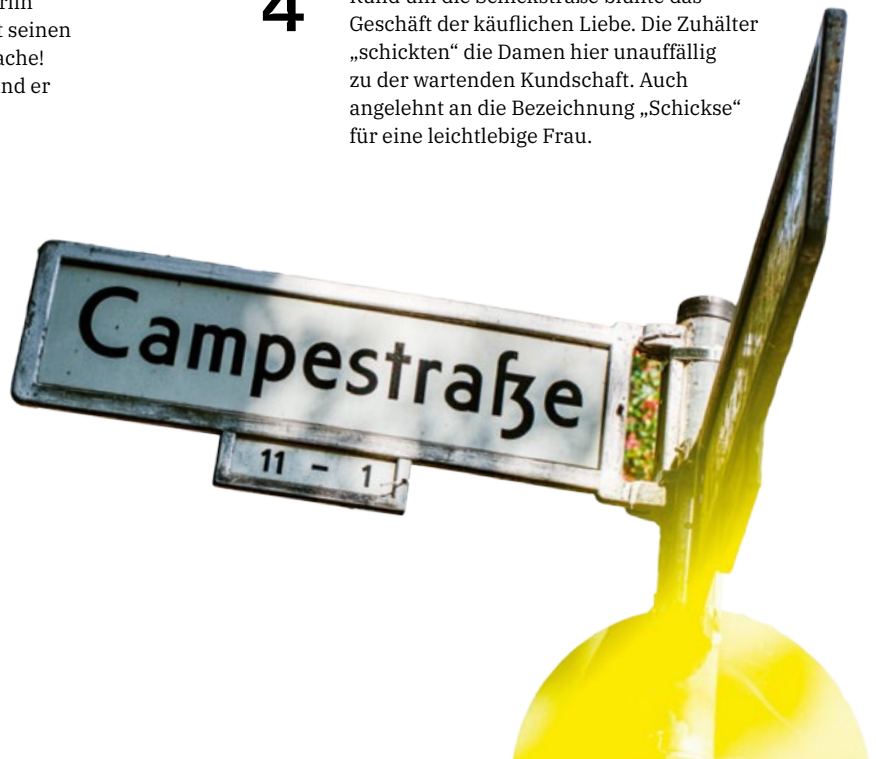 t seinen
ache!
nd er
4
Geschäft der käuflichen Liebe. Die Zuhälter
„schickten“ die Damen hier unauffällig
zu der wartenden Kundschaft. Auch
angelehnt an die Bezeichnung „Schickse“
für eine leichtlebige Frau.
Campestraße
11 – 1